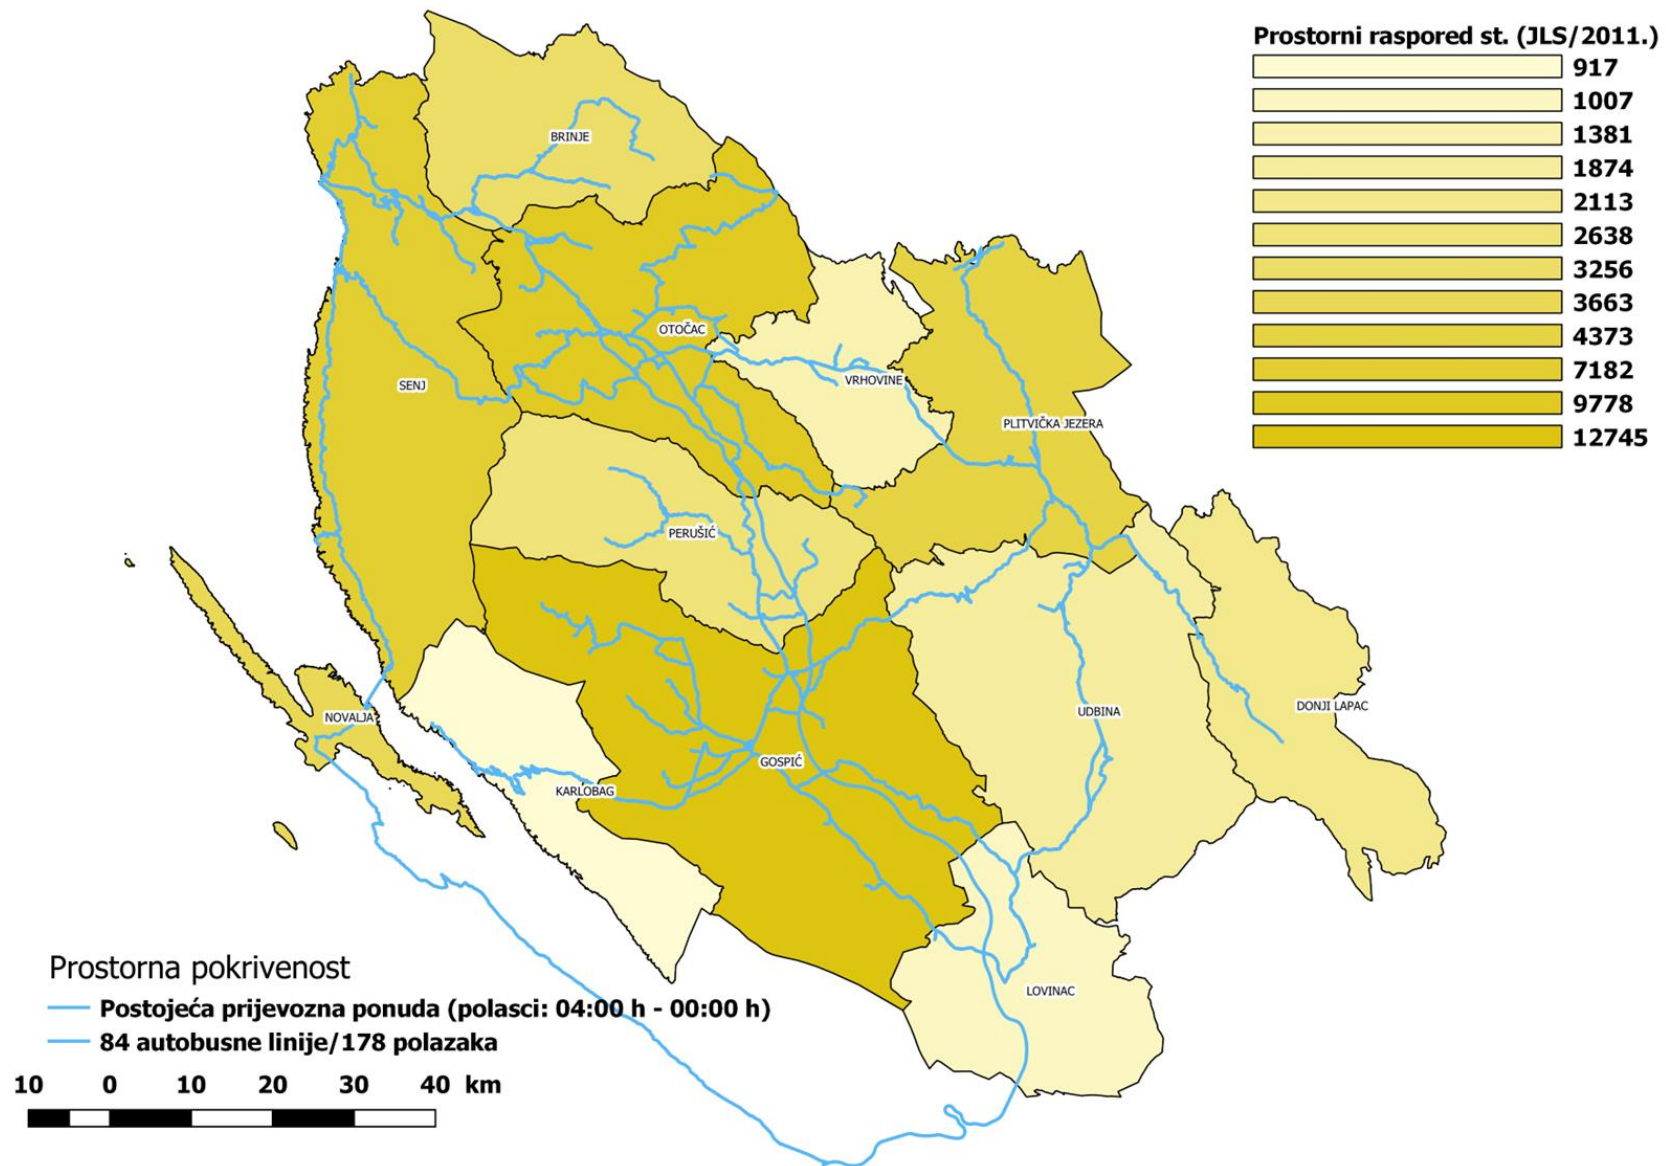 Prostorni raspored st. (JLS/2011.)
917
1007
1381
1874
2113
2638
3256
3663
4373
7182
9778
12745
BRINJE
OTOČAC
SENJ
VRHOVINE
PLITVIČKA JEZERA
PERUŠIĆ
NOVALJA
UDBINA
DONJI LAPAC
GOSPIĆ
KARLOBAG
LOVINAC
Prostorna pokrivenost
Postojeća prijevozna ponuda (polasci: 04:00 h - 00:00 h)
84 autobusne linije/178 polazaka
10 0 10 20 30 40 km